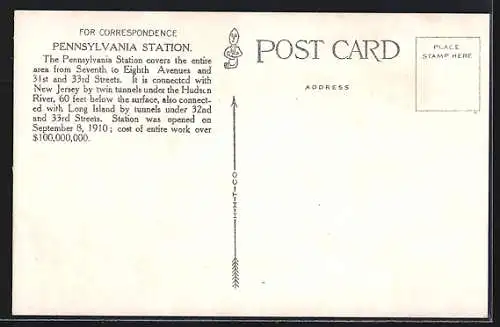 FOR CORRESPONDENCE
PENNSYLVANIA STATION.
The Pennsylvania Station covers the entire
area from Seventh to Eighth Avenues and
31st and 33rd Streets. It is connected with
New Jersey by twin tunnels under the Hudson
River, 60 feet below the surface, also connec-
ted with Long Island by tunnels under 32nd
and 33rd Streets. Station was opened on
September 8, 1910; cost of entire work over
$100,000,000.
POST CARD
ADDRESS
PLACE
STAMP HERE